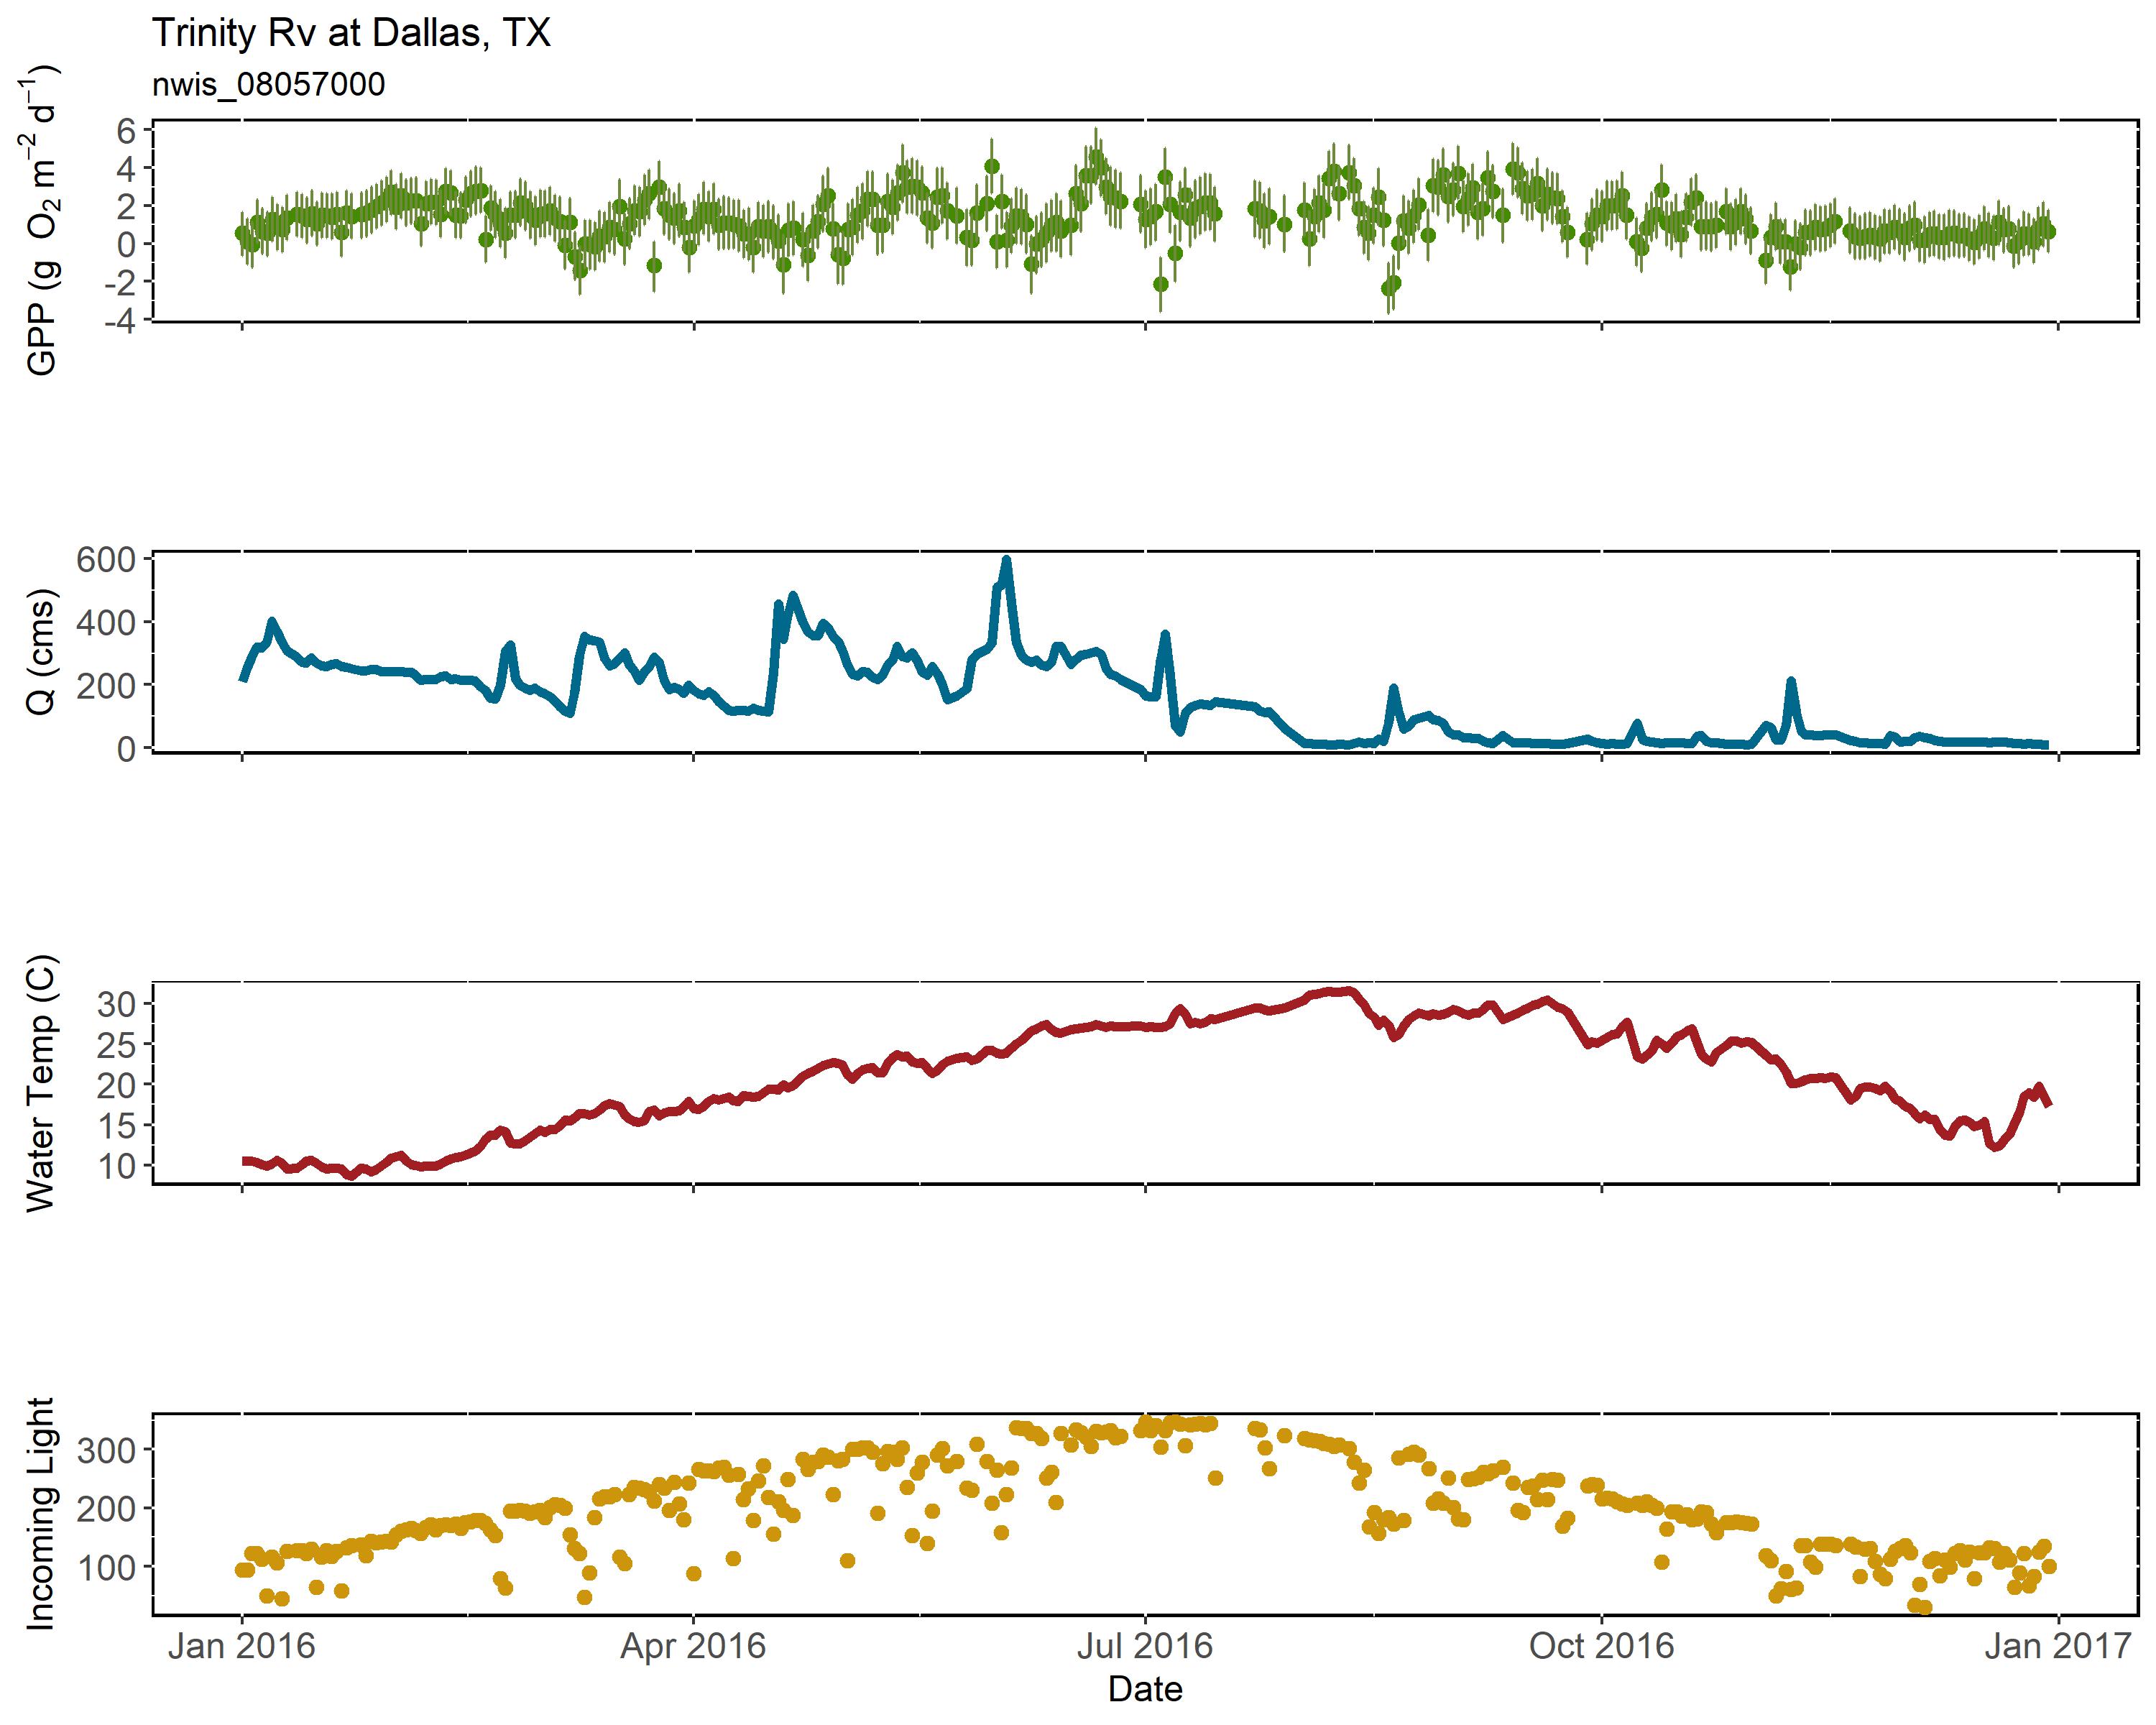 Trinity Rv at Dallas, TX
nwis_08057000
GPP (g O₂ m⁻² d⁻¹)
6
4
2
0
-2
-4
Q (cms)
600
400
200
0
Water Temp (C)
30
25
20
15
10
Incoming Light
300
200
100
Jan 2016 Apr 2016 Jul 2016 Oct 2016 Jan 2017
Date